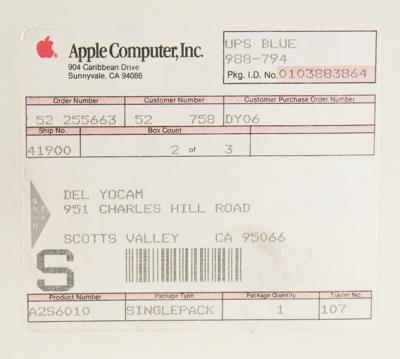 Apple Computer, Inc.
904 Caribbean Drive
Sunnyvale, CA 94086
UPS BLUE
988-794
Pkg. I.D. No. 0103883864
Order Number Customer Number Customer Purchase Order Number
52 255663 52 758 DY06
Ship No. Box Count
41900 2 of 3
DEL YOCAM
951 CHARLES HILL ROAD
SCOTTS VALLEY CA 95066
S
Product Number Package Type Package Quantity Trailer No.
A2S6010 SINGLEPACK 1 107